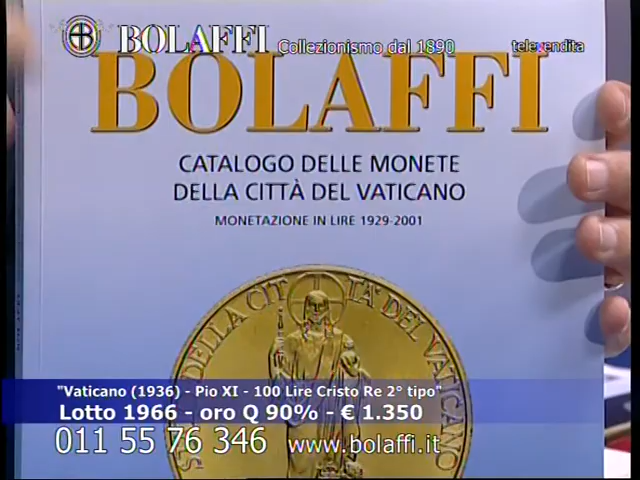 BOLAFFI Collezionismo dal 1890 televendita
BOLAFFI
CATALOGO DELLE MONETE
DELLA CITTÀ DEL VATICANO
MONETAZIONE IN LIRE 1929-2001
DELLA CITTA' DEL VATICANO
"Vaticano (1936) - Pio XI - 100 Lire Cristo Re 2° tipo"
Lotto 1966 - oro Q 90% - € 1.350
011 55 76 346 www.bolaffi.it